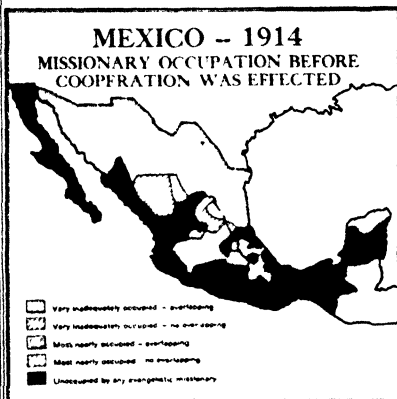 MEXICO -- 1914
MISSIONARY OCCUPATION BEFORE
COOPERATION WAS EFFECTED
Very inadequately occupied - overlapping
Very inadequately occupied - no overlapping
Most nearly occupied - overlapping
Most nearly occupied - no overlapping
Unoccupied by any evangelistic missionary